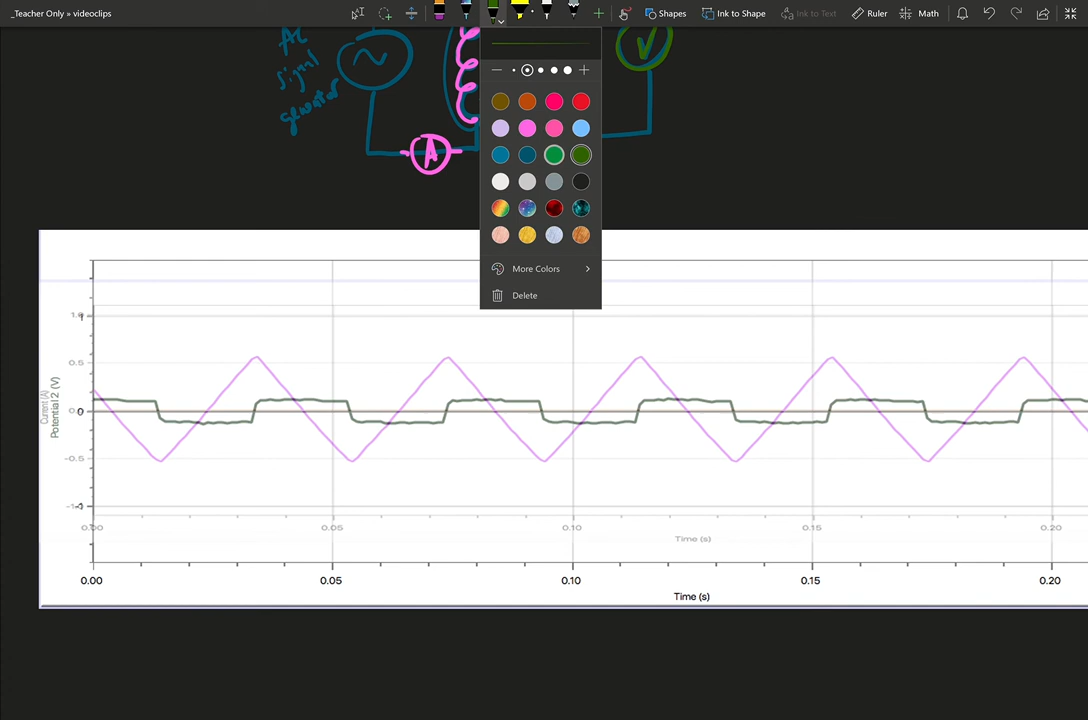 _Teacher Only » videoclips
Shapes
Ink to Shape
Ink to Text
Ruler
Math
AC
signal
generator
A
V
More Colors
Delete
1.0
0.5
0.0
-0.5
-1
Current (A)
Potential 2 (V)
0.00 0.05 0.10 0.15 0.20
Time (s)
0.00 0.05 0.10 0.15 0.20
Time (s)